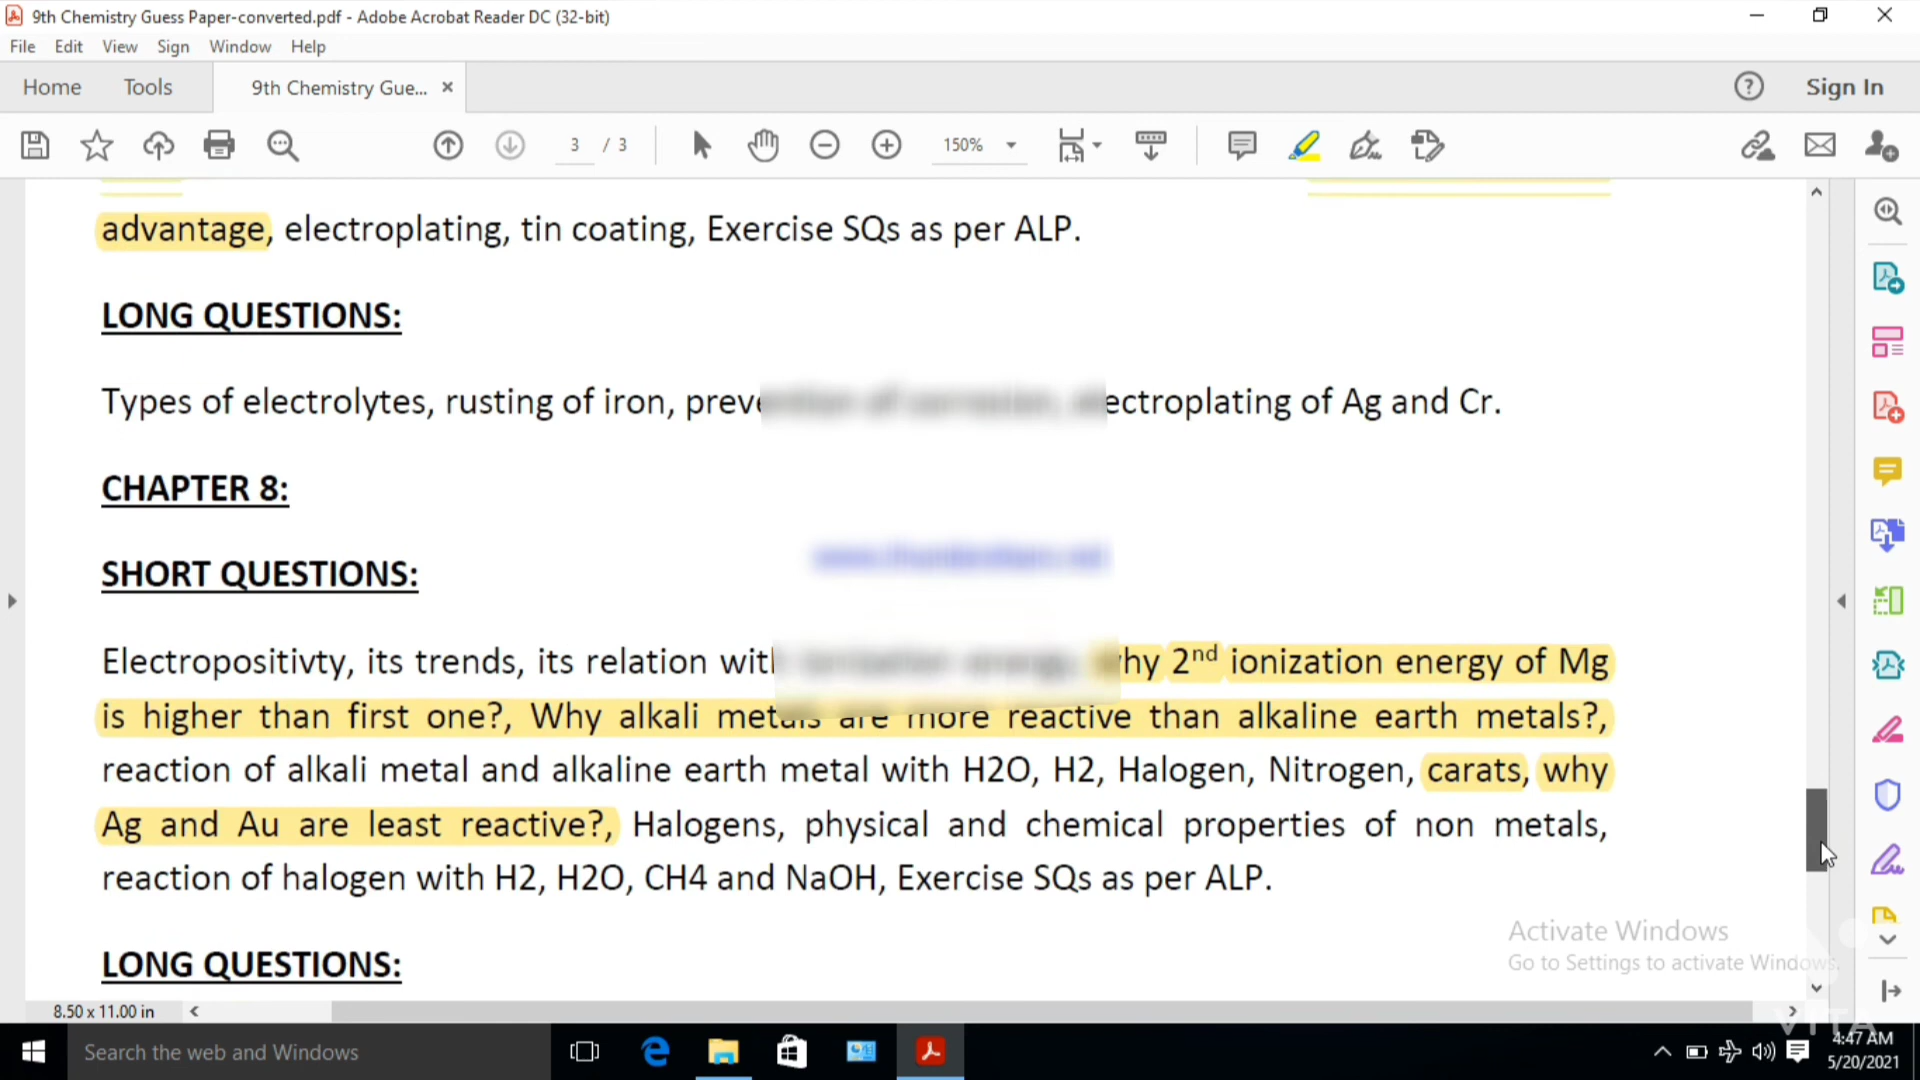 9th Chemistry Guess Paper-converted.pdf - Adobe Acrobat Reader DC (32-bit)
File Edit View Sign Window Help
Home Tools 9th Chemistry Gue... × Sign In
3 / 3 150%
advantage, electroplating, tin coating, Exercise SQs as per ALP.
LONG QUESTIONS:
Types of electrolytes, rusting of iron, electroplating of Ag and Cr.
CHAPTER 8:
SHORT QUESTIONS:
Electropositivty, its trends, its relation with why 2nd ionization energy of Mg
is higher than first one?, Why alkali metals are more reactive than alkaline earth metals?,
reaction of alkali metal and alkaline earth metal with H2O, H2, Halogen, Nitrogen, carats, why
Ag and Au are least reactive?, Halogens, physical and chemical properties of non metals,
reaction of halogen with H2, H2O, CH4 and NaOH, Exercise SQs as per ALP.
Activate Windows
Go to Settings to activate Windows.
LONG QUESTIONS:
8.50 x 11.00 in
VITA
Search the web and Windows
4:47 AM
5/20/2021